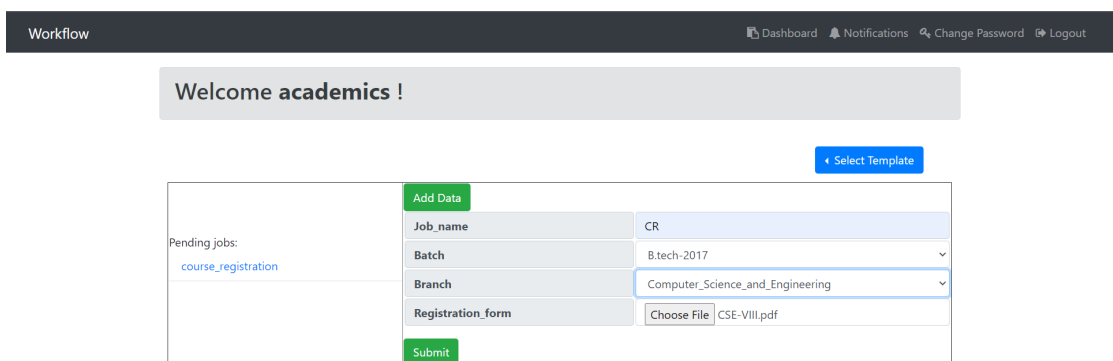 Workflow Dashboard Notifications Change Password Logout
Welcome academics !
Select Template
Pending jobs:
course_registration
Add Data
Job_name CR
Batch B.tech-2017
Branch Computer_Science_and_Engineering
Registration_form Choose File CSE-VIII.pdf
Submit